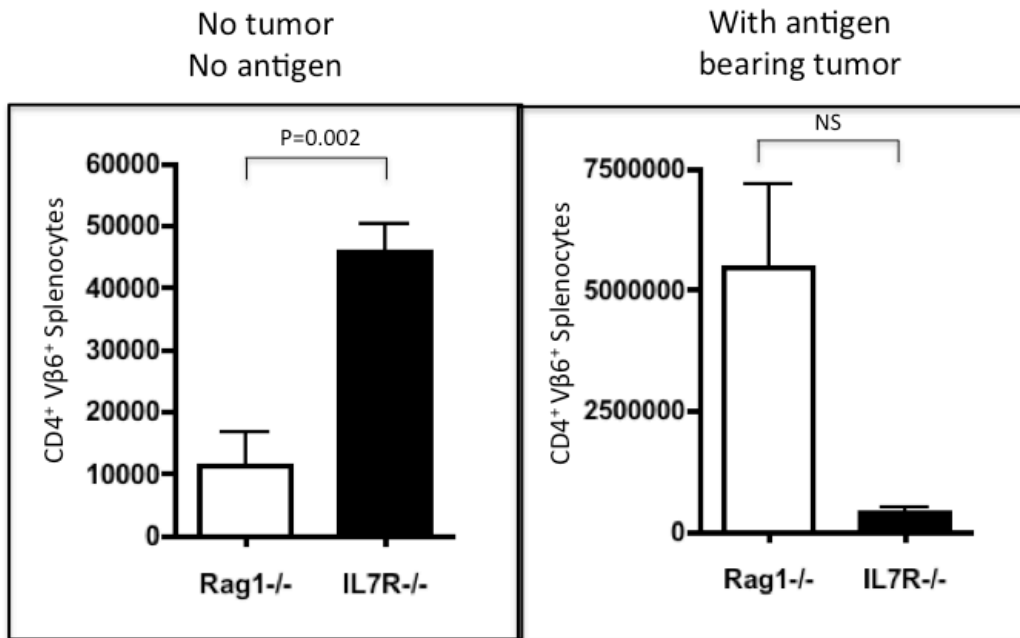 No tumor
No antigen
P=0.002
CD4⁺ Vβ6⁺ Splenocytes
60000
50000
40000
30000
20000
10000
0
Rag1-/-
IL7R-/-
With antigen
bearing tumor
NS
CD4⁺ Vβ6⁺ Splenocytes
7500000
5000000
2500000
0
Rag1-/-
IL7R-/-